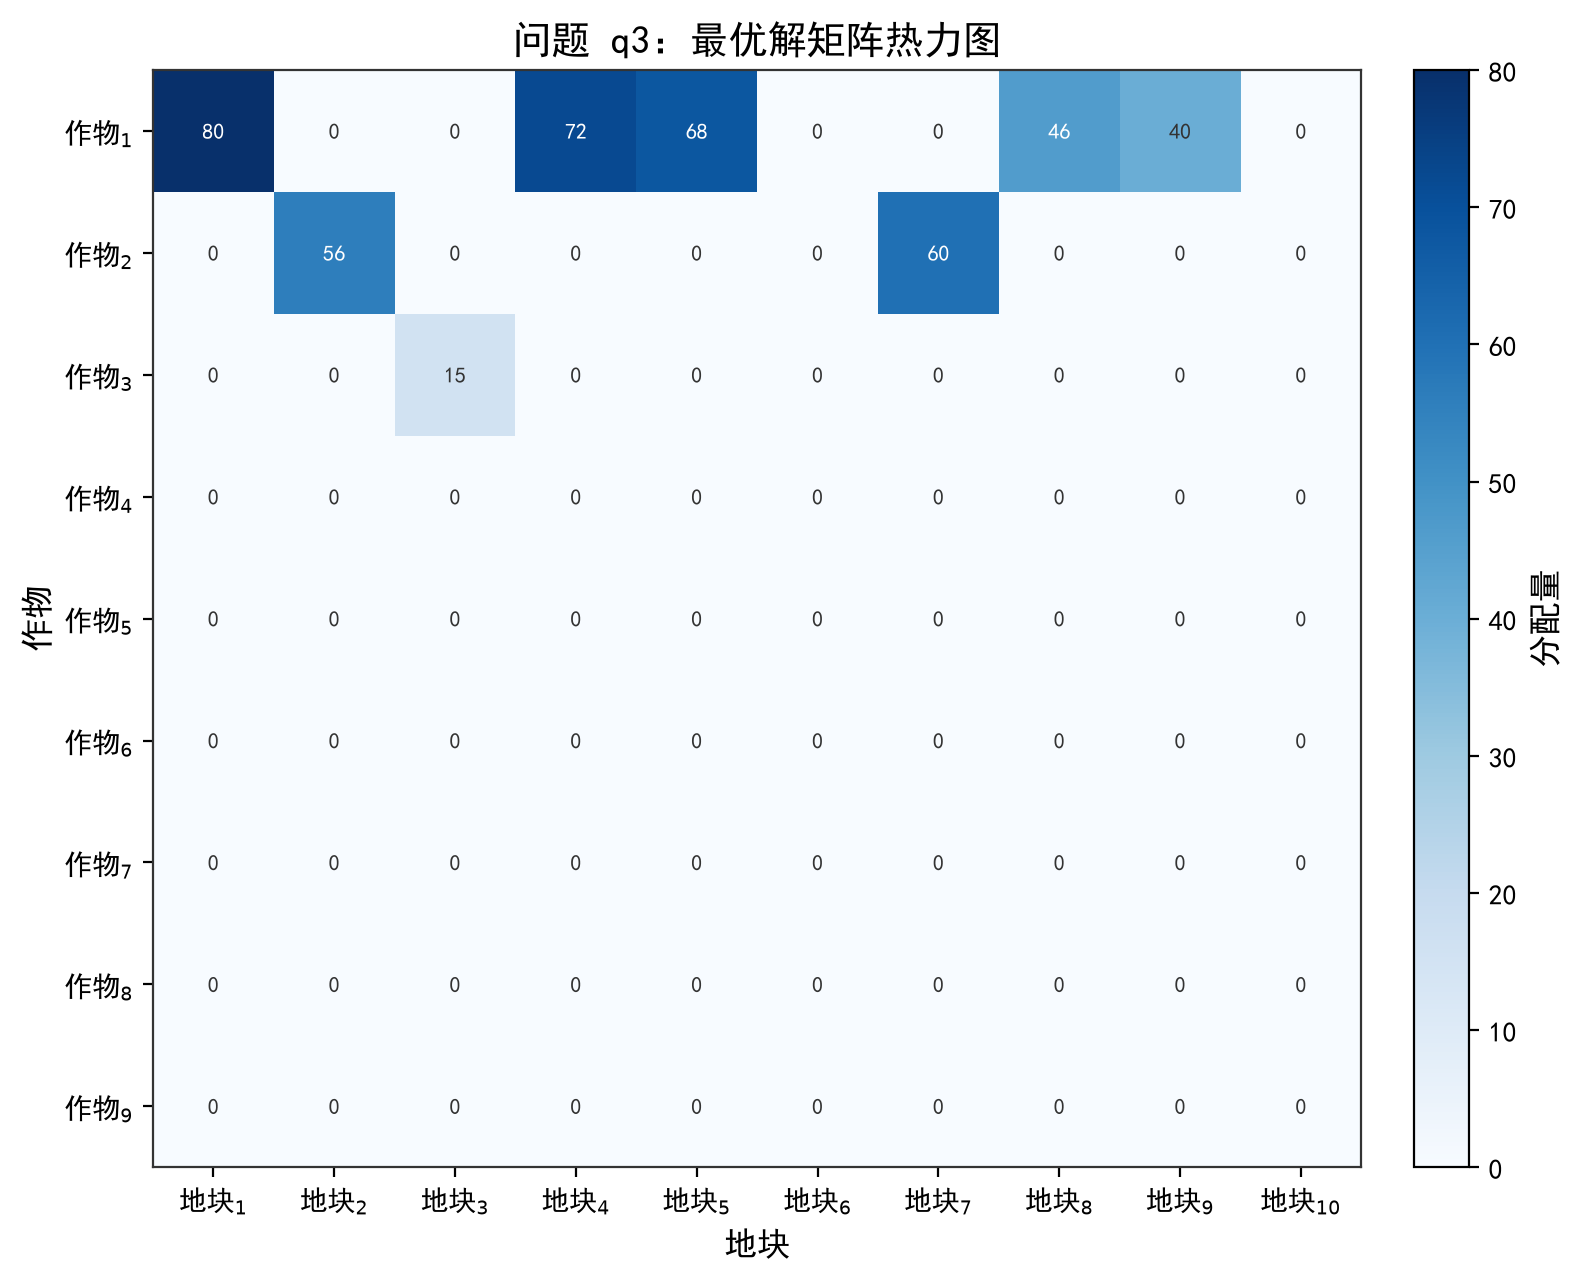 问题 q3：最优解矩阵热力图
作物
作物1 80 0 0 72 68 0 0 46 40 0
作物2 0 56 0 0 0 0 60 0 0 0
作物3 0 0 15 0 0 0 0 0 0 0
作物4 0 0 0 0 0 0 0 0 0 0
作物5 0 0 0 0 0 0 0 0 0 0
作物6 0 0 0 0 0 0 0 0 0 0
作物7 0 0 0 0 0 0 0 0 0 0
作物8 0 0 0 0 0 0 0 0 0 0
作物9 0 0 0 0 0 0 0 0 0 0
地块1 地块2 地块3 地块4 地块5 地块6 地块7 地块8 地块9 地块10
地块
80
70
60
50
40
30
20
10
0
分配量